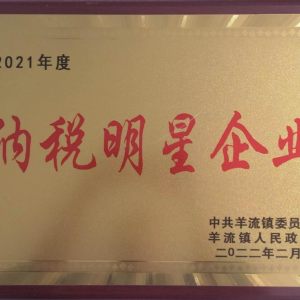 2021年度
纳税明星企业
中共羊流镇委员
羊流镇人民政
二〇二二年二月